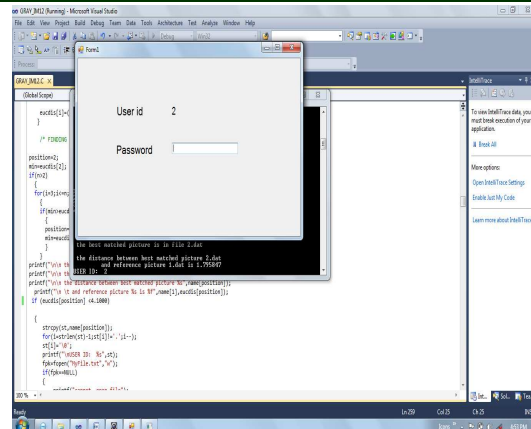 GRAY_IM12 (Running) - Microsoft Visual Studio
File Edit View Project Build Debug Team Data Tools Architecture Test Analyze Window Help
Debug Win32
Process:
GRAY_IM12.C
(Global Scope)
eucdis[1]=(
}
/* FINDING
position=2;
min=eucdis[2];
if(n>2)
{
for(i=3;i<=n;
{
if(min>eucd
{
position=
min=eucdi
}
}
Form1
User id 2
Password
the best matched picture is in file 2.dat
the distance between best matched picture 2.dat
and reference picture 1.dat is 1.795847
USER ID: 2
printf("\n\n th
printf("\n\n th
printf("\n\n the distance between best matched picture %s",name[position]);
printf("\n \t and reference picture %s is %f",name[1],eucdis[position]);
if (eucdis[position] <4.1000)
{
strcpy(st,name[position]);
for(i=strlen(st)-1;st[i]!='.';i--);
st[i]='\0';
printf("\nUSER ID: %s",st);
fpk=fopen("MyFile.txt","w");
if(fpk==NULL)
{
100 %
IntelliTrace
To view IntelliTrace data, you
must break execution of your
application.
Break All
More options:
Open IntelliTrace Settings
Enable Just My Code
Learn more about IntelliTrace
Int... Sol... Tea
Ready Ln 259 Col 25 Ch 25 INS